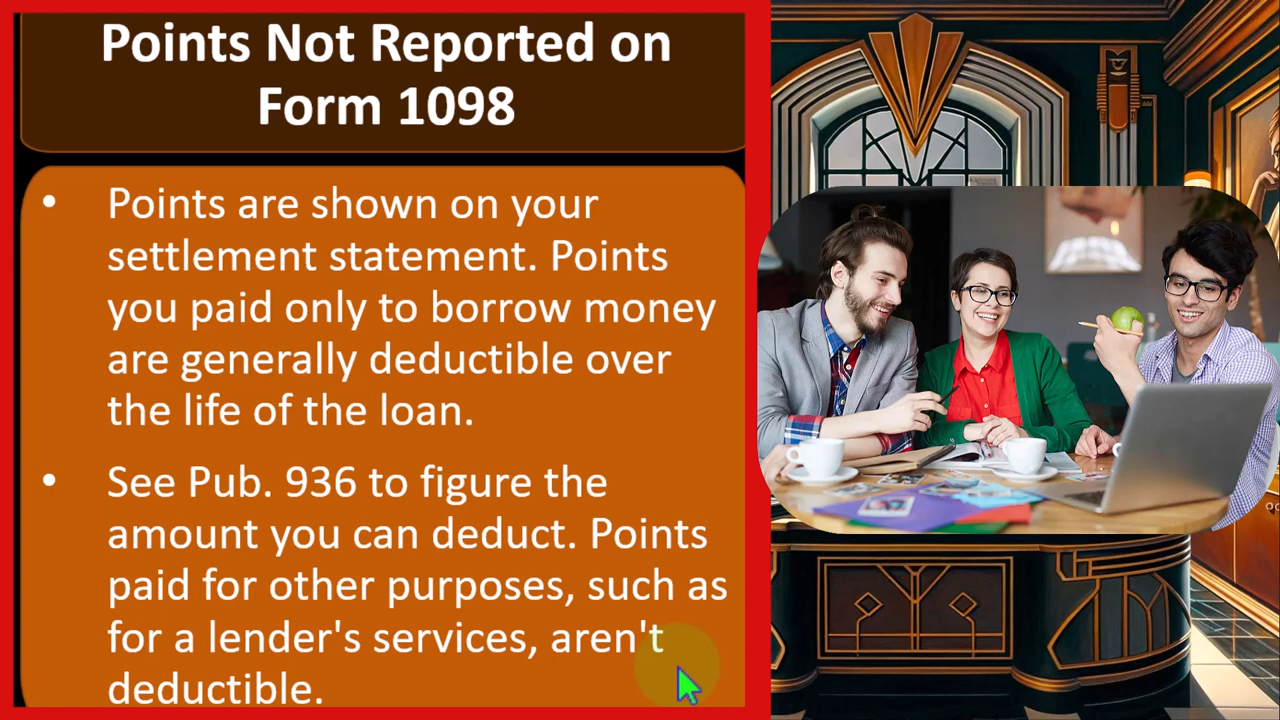 Points Not Reported on
Form 1098
• Points are shown on your
settlement statement. Points
you paid only to borrow money
are generally deductible over
the life of the loan.
• See Pub. 936 to figure the
amount you can deduct. Points
paid for other purposes, such as
for a lender's services, aren't
deductible.